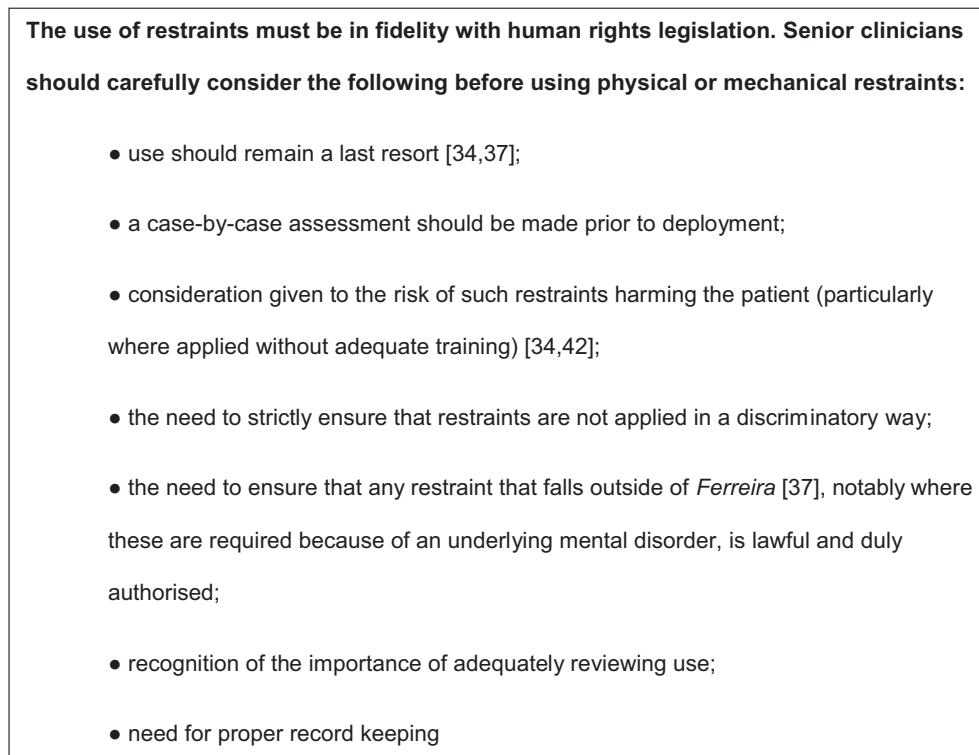 The use of restraints must be in fidelity with human rights legislation. Senior clinicians
should carefully consider the following before using physical or mechanical restraints:
● use should remain a last resort [34,37];
● a case-by-case assessment should be made prior to deployment;
● consideration given to the risk of such restraints harming the patient (particularly
where applied without adequate training) [34,42];
● the need to strictly ensure that restraints are not applied in a discriminatory way;
● the need to ensure that any restraint that falls outside of Ferreira [37], notably where
these are required because of an underlying mental disorder, is lawful and duly
authorised;
● recognition of the importance of adequately reviewing use;
● need for proper record keeping